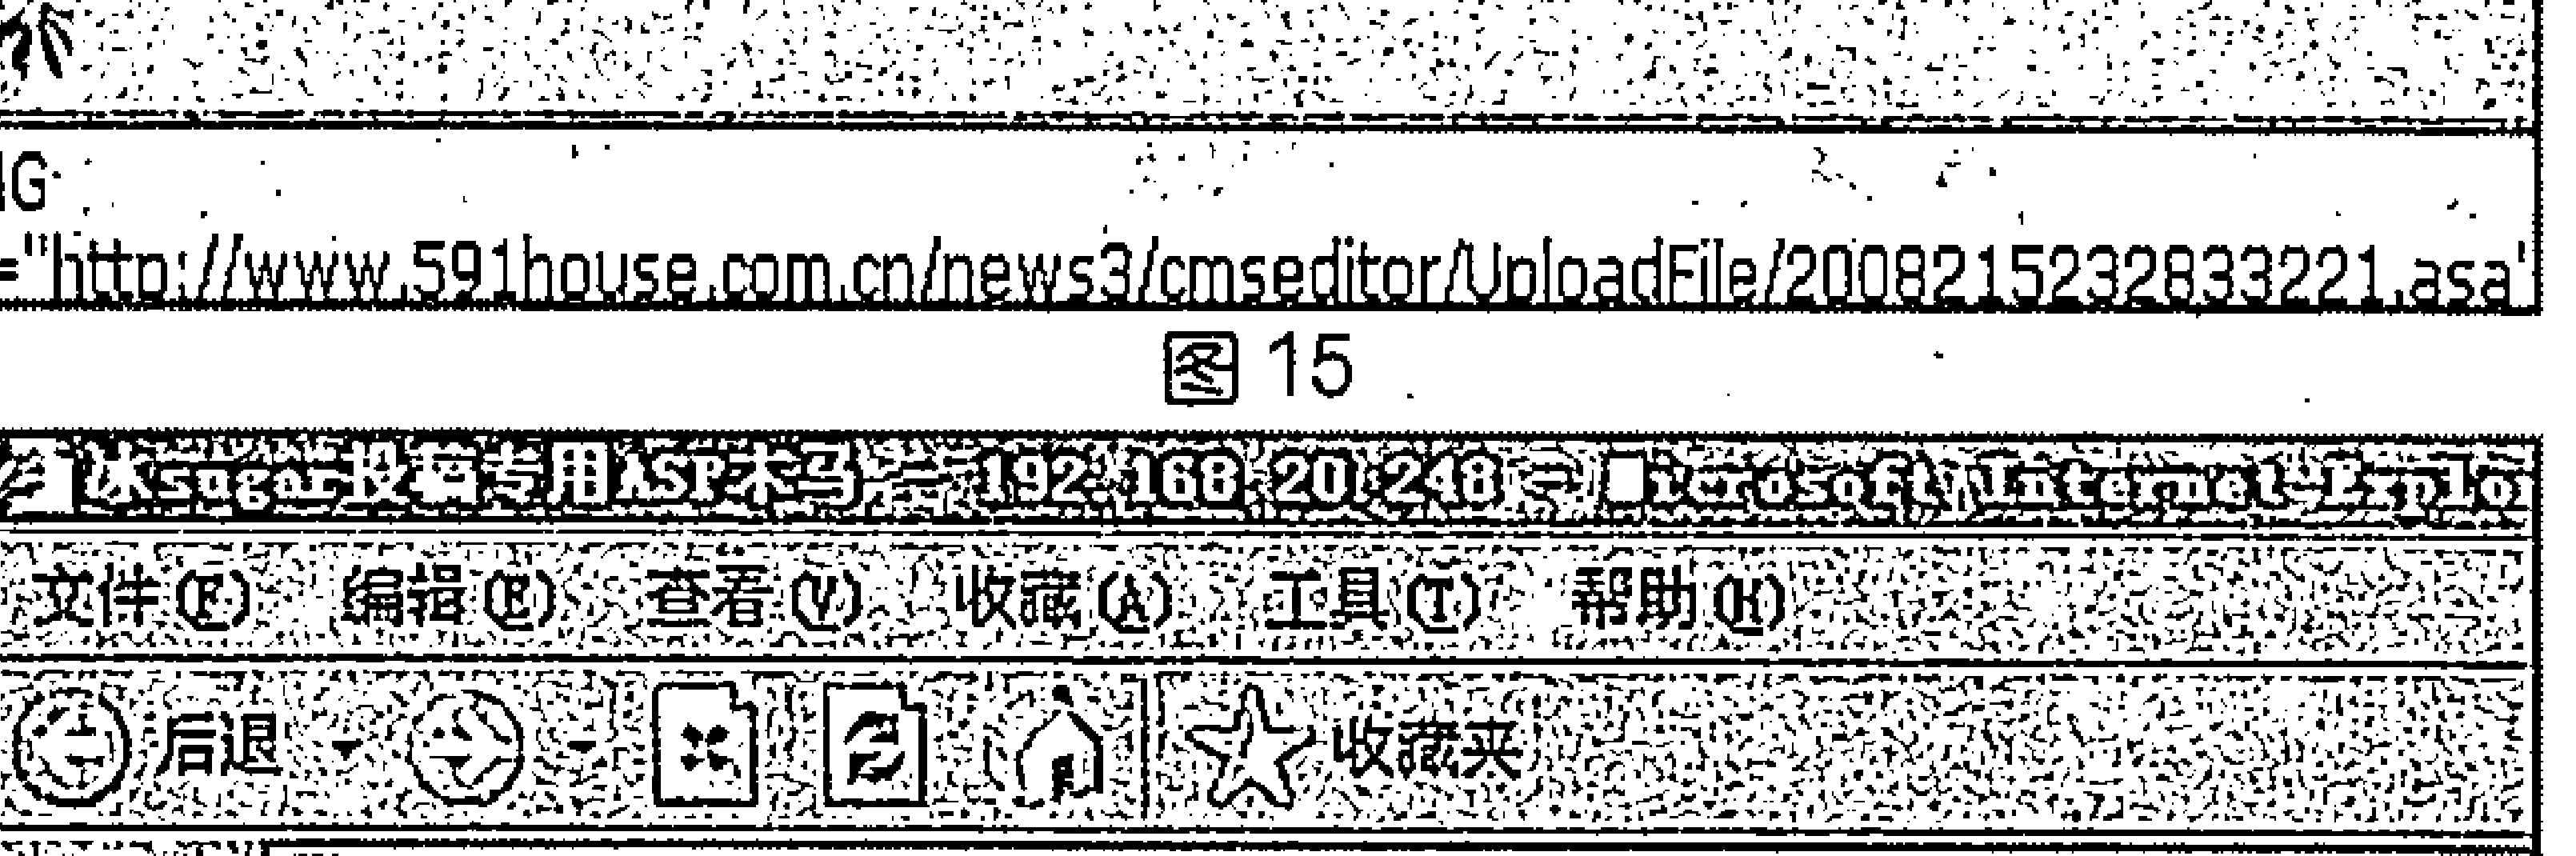 IG
="http://www.591house.com.cn/news3/cmseditor/UploadFile/2008215232833221.asa"
图 15
冰sugar投稿专用ASP木马 - 192.168.20.248 - Microsoft Internet Explor
文件(F) 编辑(E) 查看(V) 收藏(A) 工具(T) 帮助(H)
后退 收藏夹